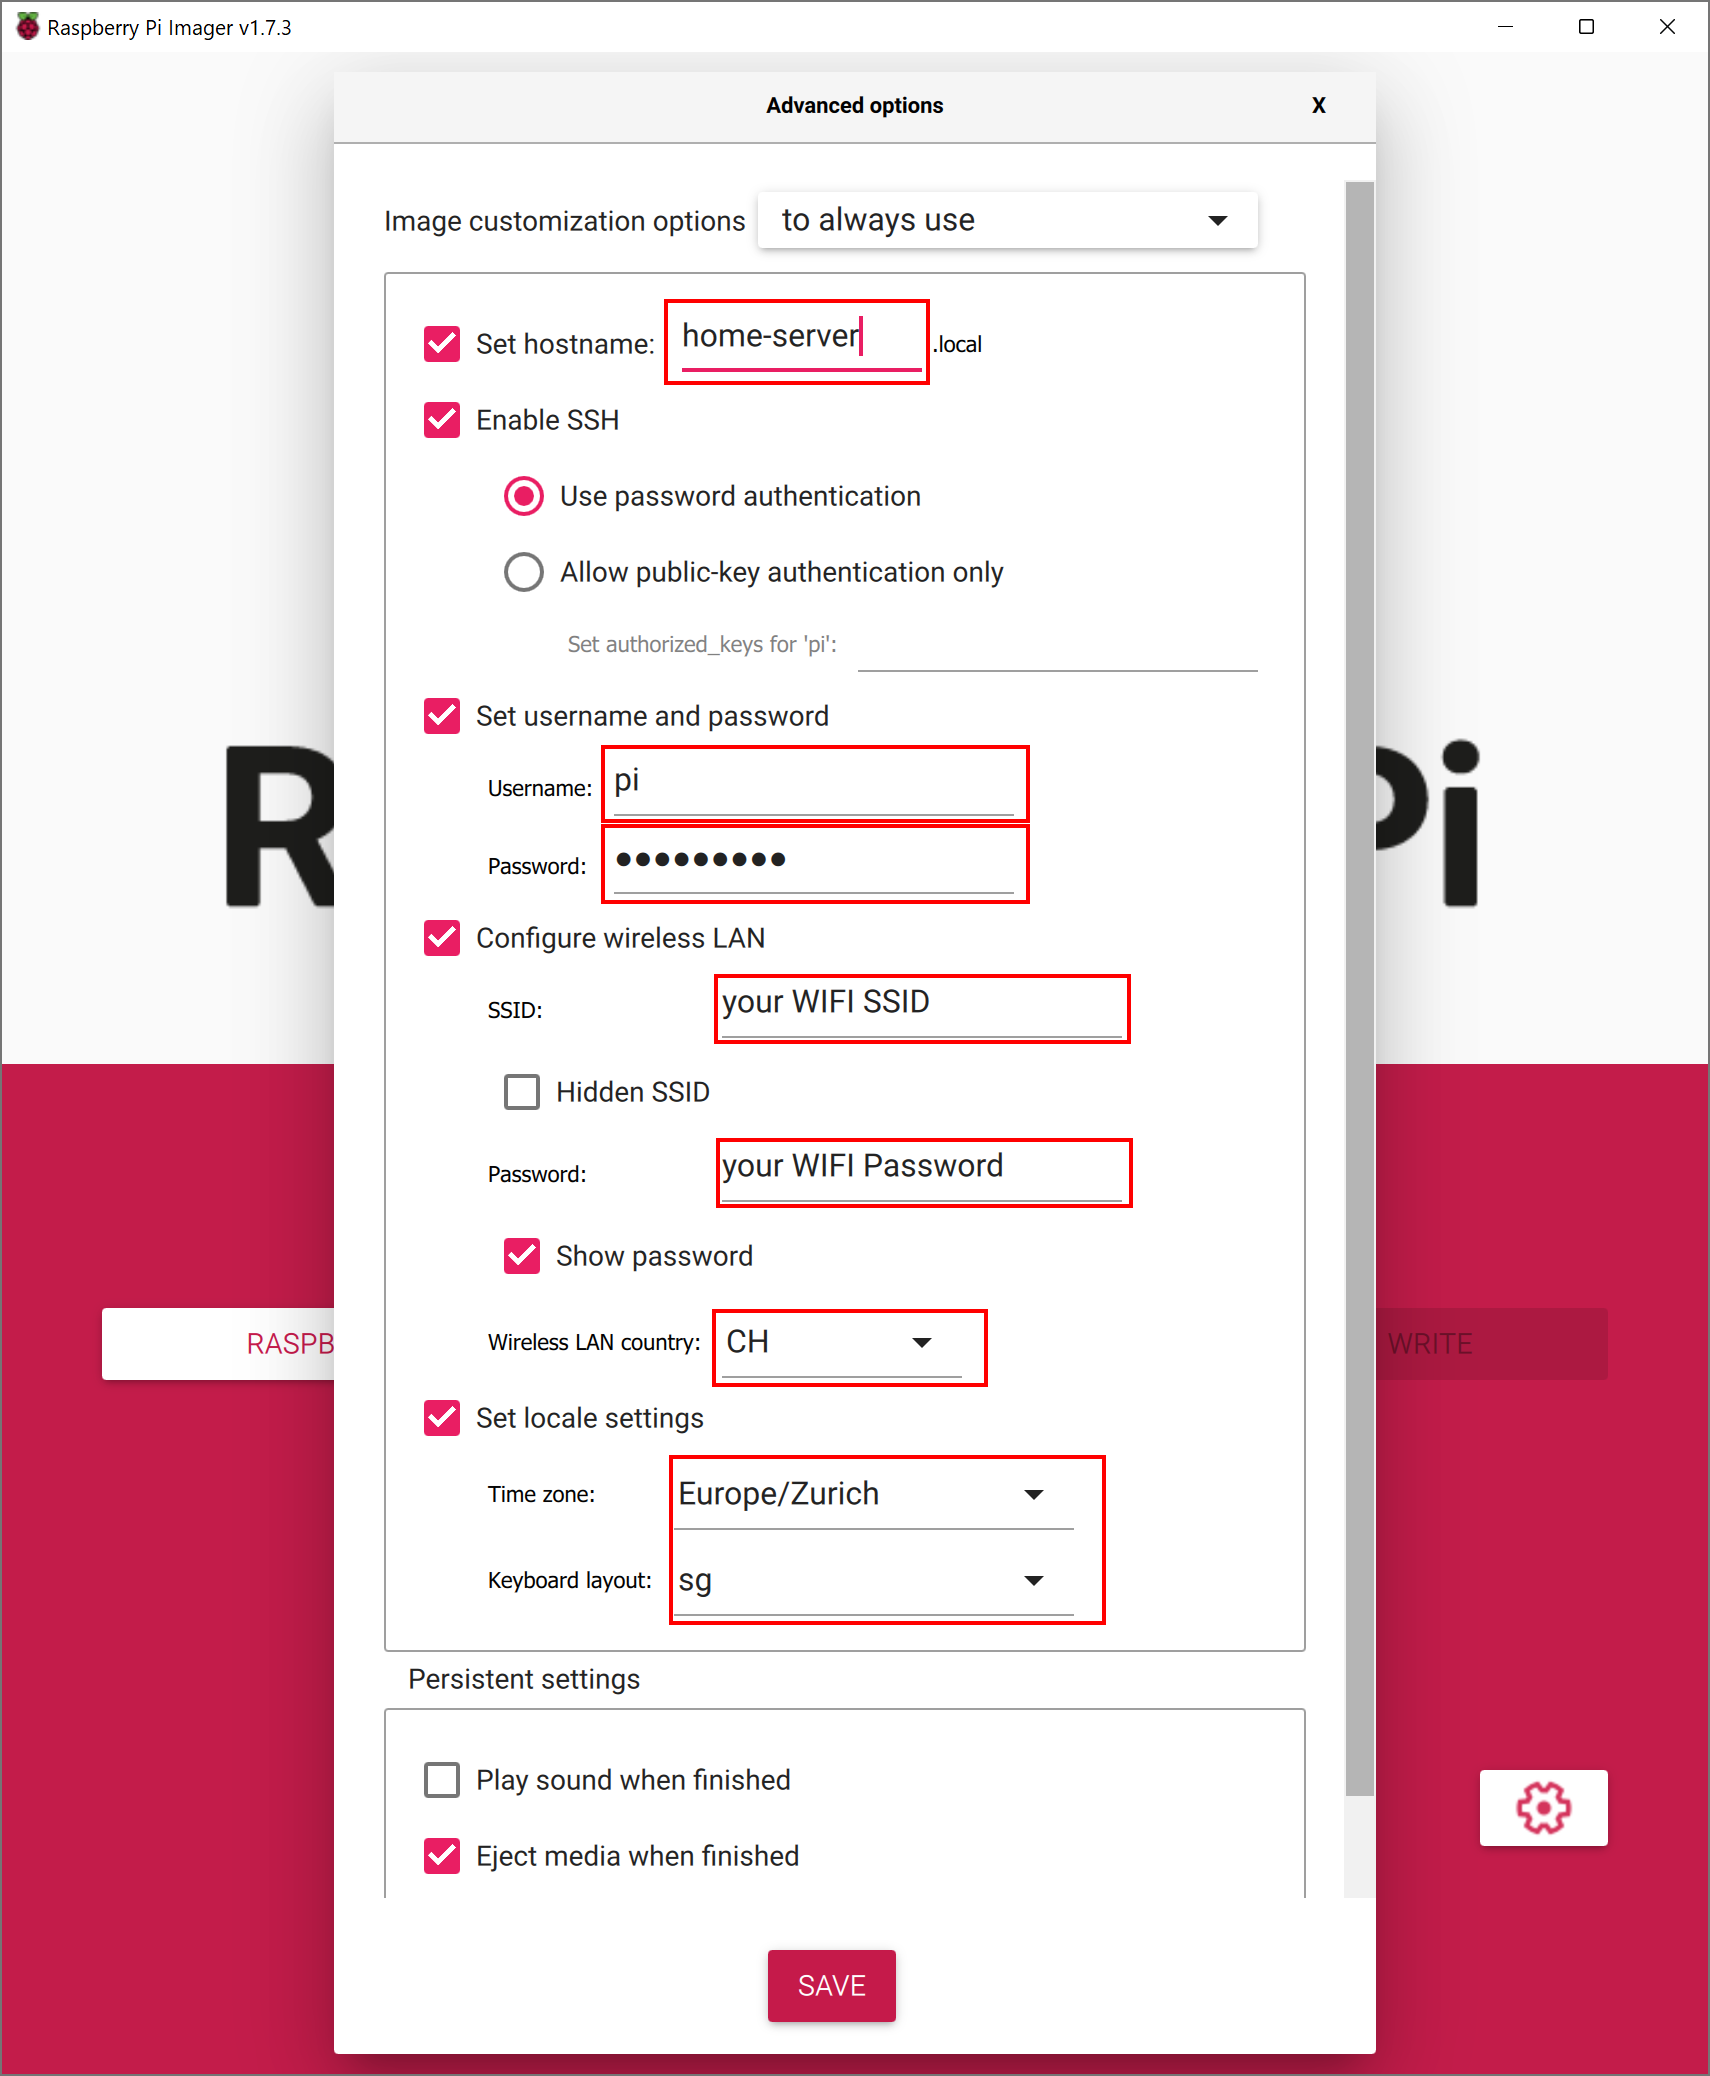 Raspberry Pi Imager v1.7.3
Advanced options X
Image customization options to always use
Set hostname: home-server .local
Enable SSH
Use password authentication
Allow public-key authentication only
Set authorized_keys for 'pi':
Set username and password
Username: pi
R Pi
Password: •••••••••
Configure wireless LAN
SSID: your WIFI SSID
Hidden SSID
Password: your WIFI Password
Show password
RASPB Wireless LAN country: CH WRITE
Set locale settings
Time zone: Europe/Zurich
Keyboard layout: sg
Persistent settings
Play sound when finished
Eject media when finished
SAVE